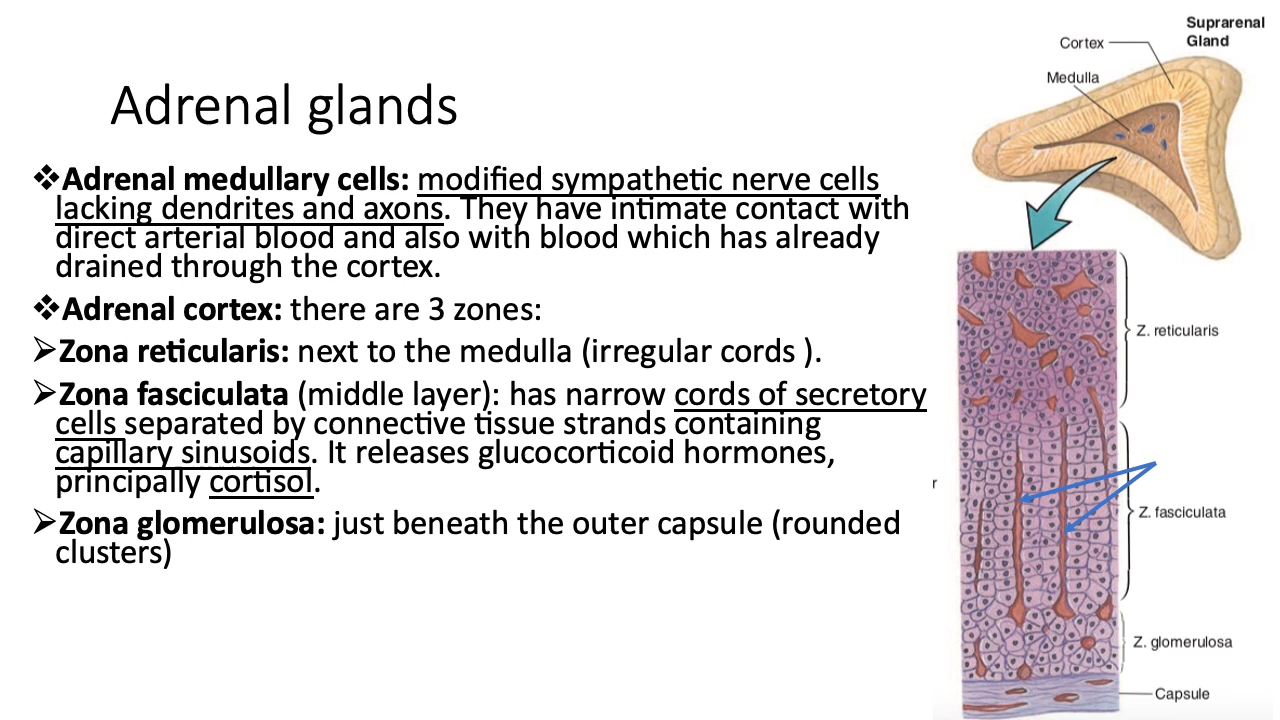 Adrenal glands
❖Adrenal medullary cells: modified sympathetic nerve cells
lacking dendrites and axons. They have intimate contact with
direct arterial blood and also with blood which has already
drained through the cortex.
❖Adrenal cortex: there are 3 zones:
➢Zona reticularis: next to the medulla (irregular cords ).
➢Zona fasciculata (middle layer): has narrow cords of secretory
cells separated by connective tissue strands containing
capillary sinusoids. It releases glucocorticoid hormones,
principally cortisol.
➢Zona glomerulosa: just beneath the outer capsule (rounded
clusters)
Suprarenal
Gland
Cortex
Medulla
Z. reticularis
r
Z. fasciculata
Z. glomerulosa
Capsule